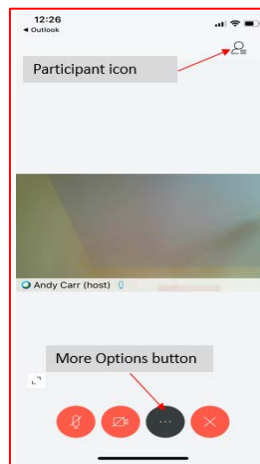 12:26
Outlook
Participant icon
Andy Carr (host)
More Options button